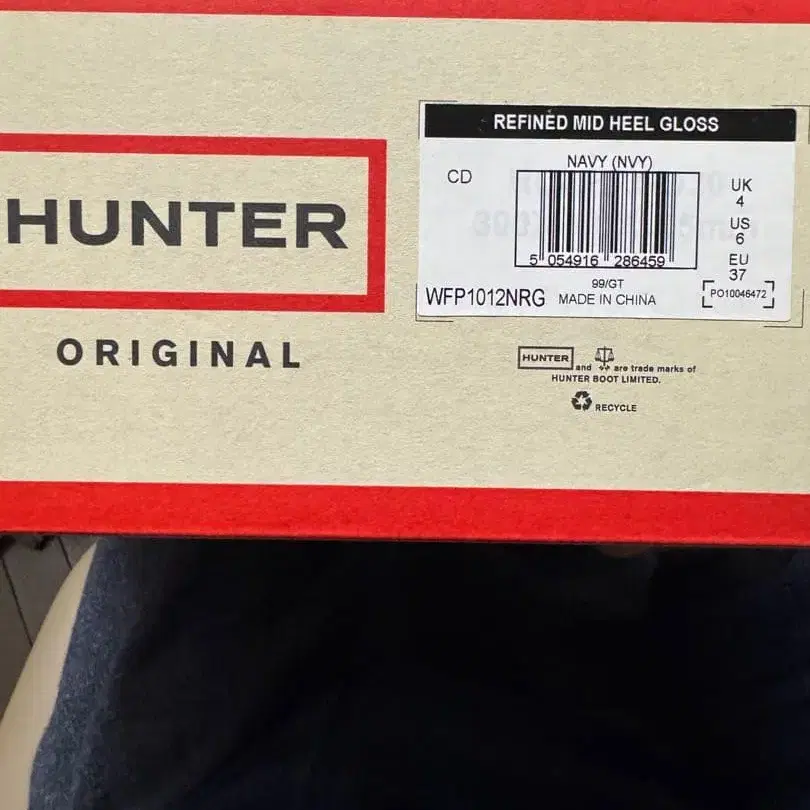 HUNTER
ORIGINAL
REFINED MID HEEL GLOSS
NAVY (NVY)
CD
5 054916 286459
UK
4
US
6
EU
37
99/GT
WFP1012NRG MADE IN CHINA
PO10046472
HUNTER and are trade marks of
HUNTER BOOT LIMITED.
RECYCLE